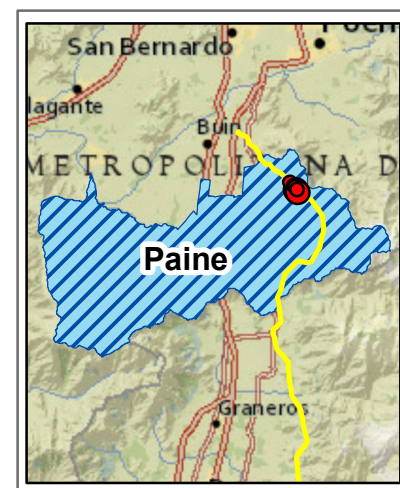 San Bernardo
lagante
Buin
METROPOLI NA D
Paine
Graneros